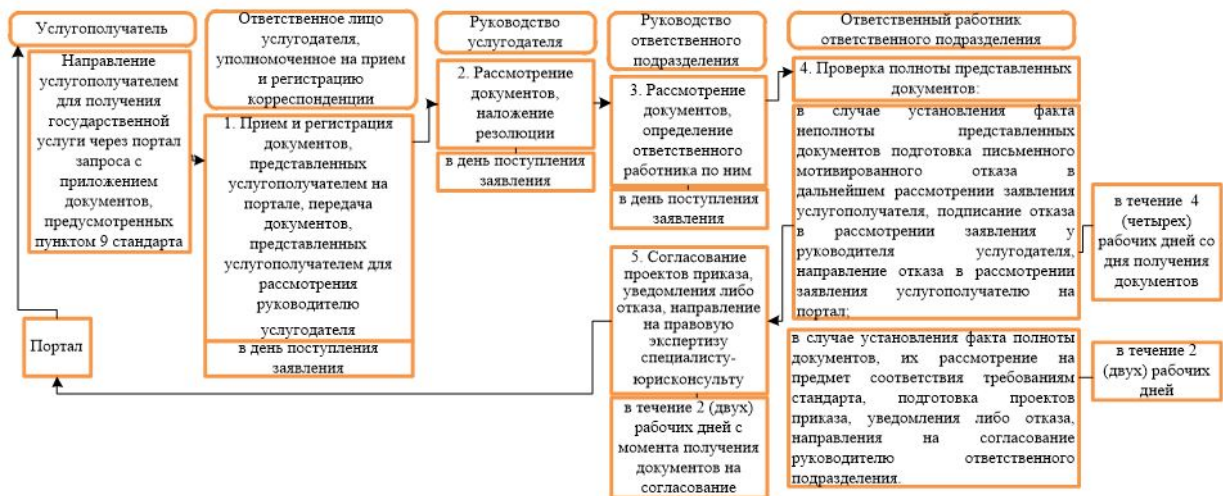 Услугополучатель
Направление
услугополучателем
для получения
государственной
услуги через портал
запроса с
приложением
документов,
предусмотренных
пунктом 9 стандарта
Портал
Ответственное лицо
услугодателя,
уполномоченное на прием
и регистрацию
корреспонденции
1. Прием и регистрация
документов,
представленных
услугополучателем на
портале, передача
документов,
представленных
услугополучателем для
рассмотрения
руководителю
услугодателя
в день поступления
заявления
Руководство
услугодателя
2. Рассмотрение
документов,
наложение
резолюции
в день поступления
заявления
Руководство
ответственного
подразделения
3. Рассмотрение
документов,
определение
ответственного
работника по ним
в день поступления
заявления
5. Согласование
проектов приказа,
уведомления либо
отказа, направление
на правовую
экспертизу
специалисту-
юрисконсульту
в течение 2 (двух)
рабочих дней с
момента получения
документов на
согласование
Ответственный работник
ответственного подразделения
4. Проверка полноты представленных
документов:
в случае установления факта
неполноты представленных
документов подготовка письменного
мотивированного отказа в
дальнейшем рассмотрении заявления
услугополучателя, подписание отказа
в рассмотрении заявления у
руководителя услугодателя,
направление отказа в рассмотрении
заявления услугополучателю на
портал;
в течение 4
(четырех)
рабочих дней со
дня получения
документов
в случае установления факта полноты
документов, их рассмотрение на
предмет соответствия требованиям
стандарта, подготовка проектов
приказа, уведомления либо отказа,
направления на согласование
руководителю ответственного
подразделения.
в течение 2
(двух) рабочих
дней